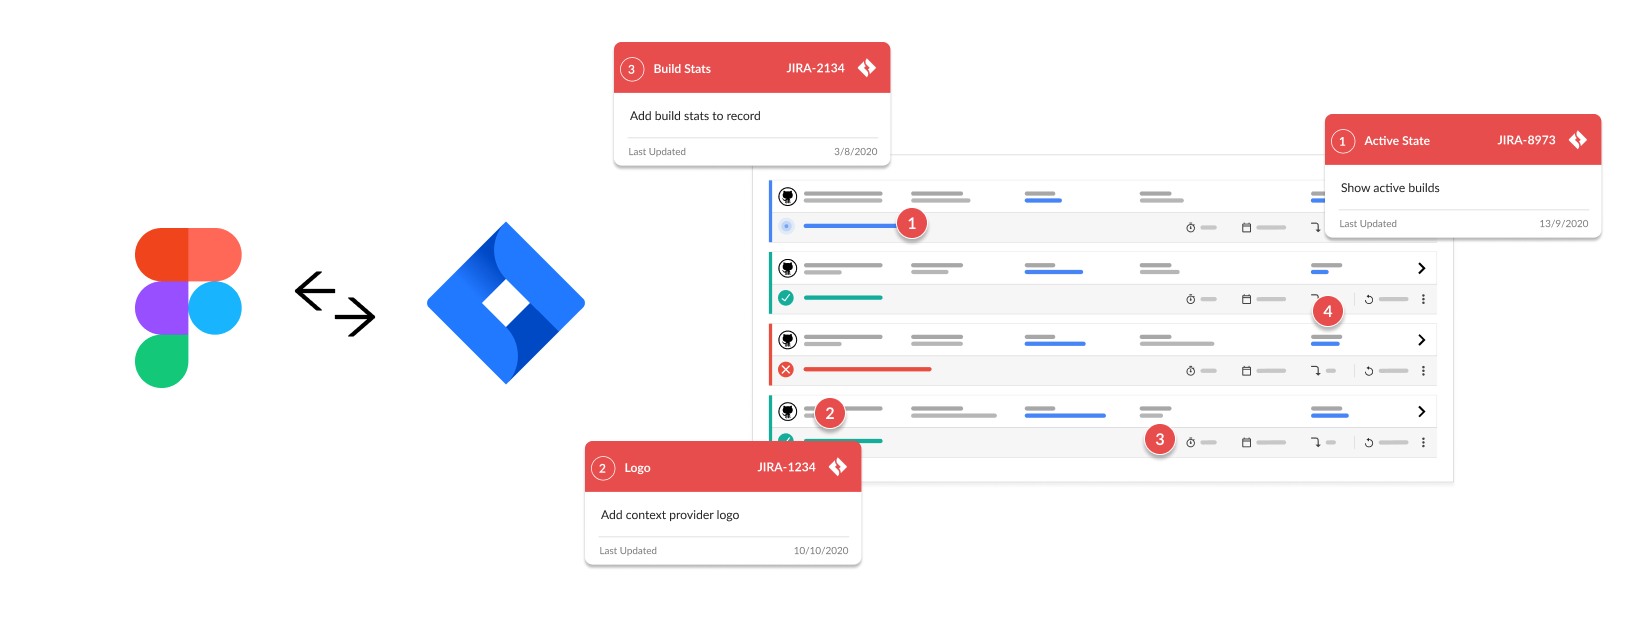 3 Build Stats JIRA-2134
Add build stats to record
Last Updated 3/8/2020
1 Active State JIRA-8973
Show active builds
Last Updated 13/9/2020
1
4
2
3
2 Logo JIRA-1234
Add context provider logo
Last Updated 10/10/2020